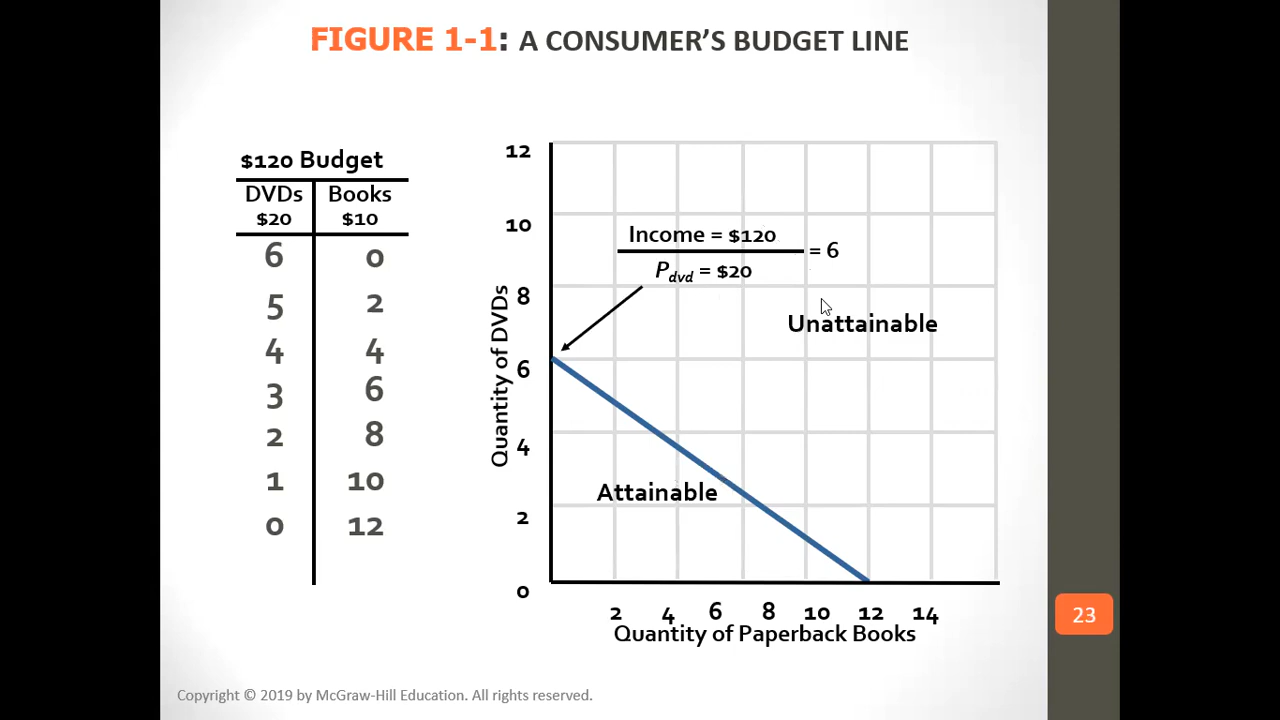 FIGURE 1-1: A CONSUMER'S BUDGET LINE
$120 Budget
DVDs Books
$20 $10
6 0
5 2
4 4
3 6
2 8
1 10
0 12
12
10
8
6
4
2
0
Quantity of DVDs
Income = $120
Pdvd = $20
= 6
Unattainable
Attainable
2 4 6 8 10 12 14
Quantity of Paperback Books
23
Copyright © 2019 by McGraw-Hill Education. All rights reserved.